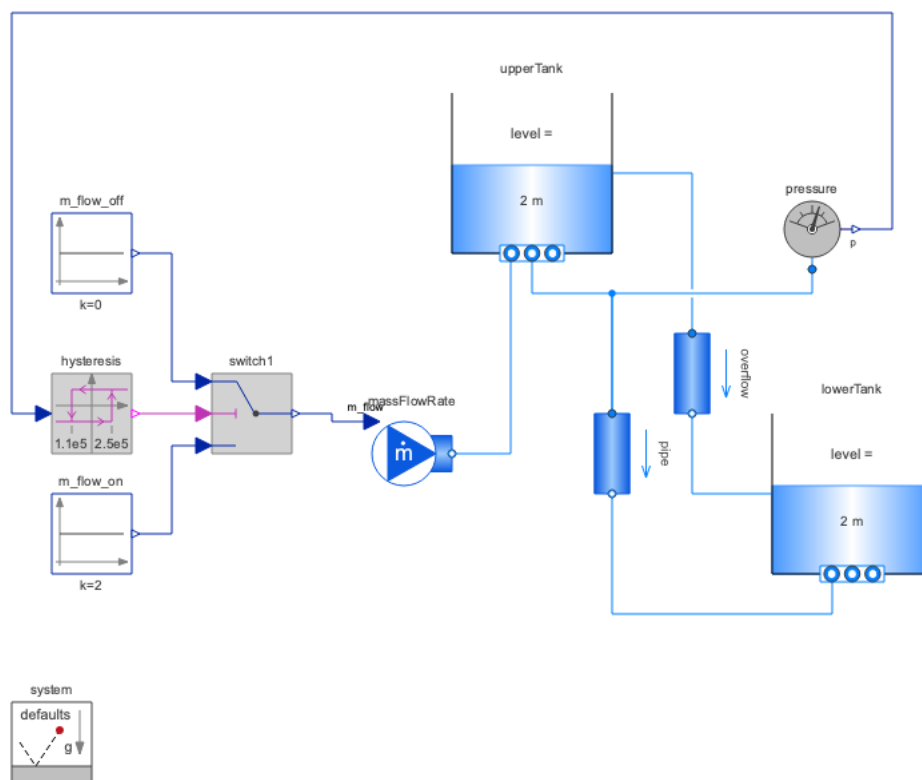 upperTank
level =
2 m
pressure
p
m_flow_off
k=0
hysteresis
1.1e5 2.5e5
switch1
m_flow
massFlowRate
ṁ
overflow
pipe
lowerTank
level =
2 m
m_flow_on
k=2
system
defaults
g